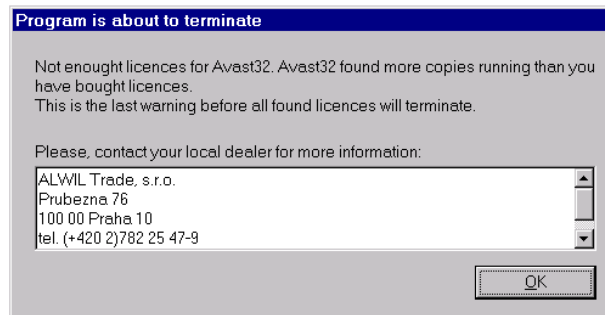 Program is about to terminate
Not enought licences for Avast32. Avast32 found more copies running than you
have bought licences.
This is the last warning before all found licences will terminate.
Please, contact your local dealer for more information:
ALWIL Trade, s.r.o.
Prubezna 76
100 00 Praha 10
tel. (+420 2)782 25 47-9
OK